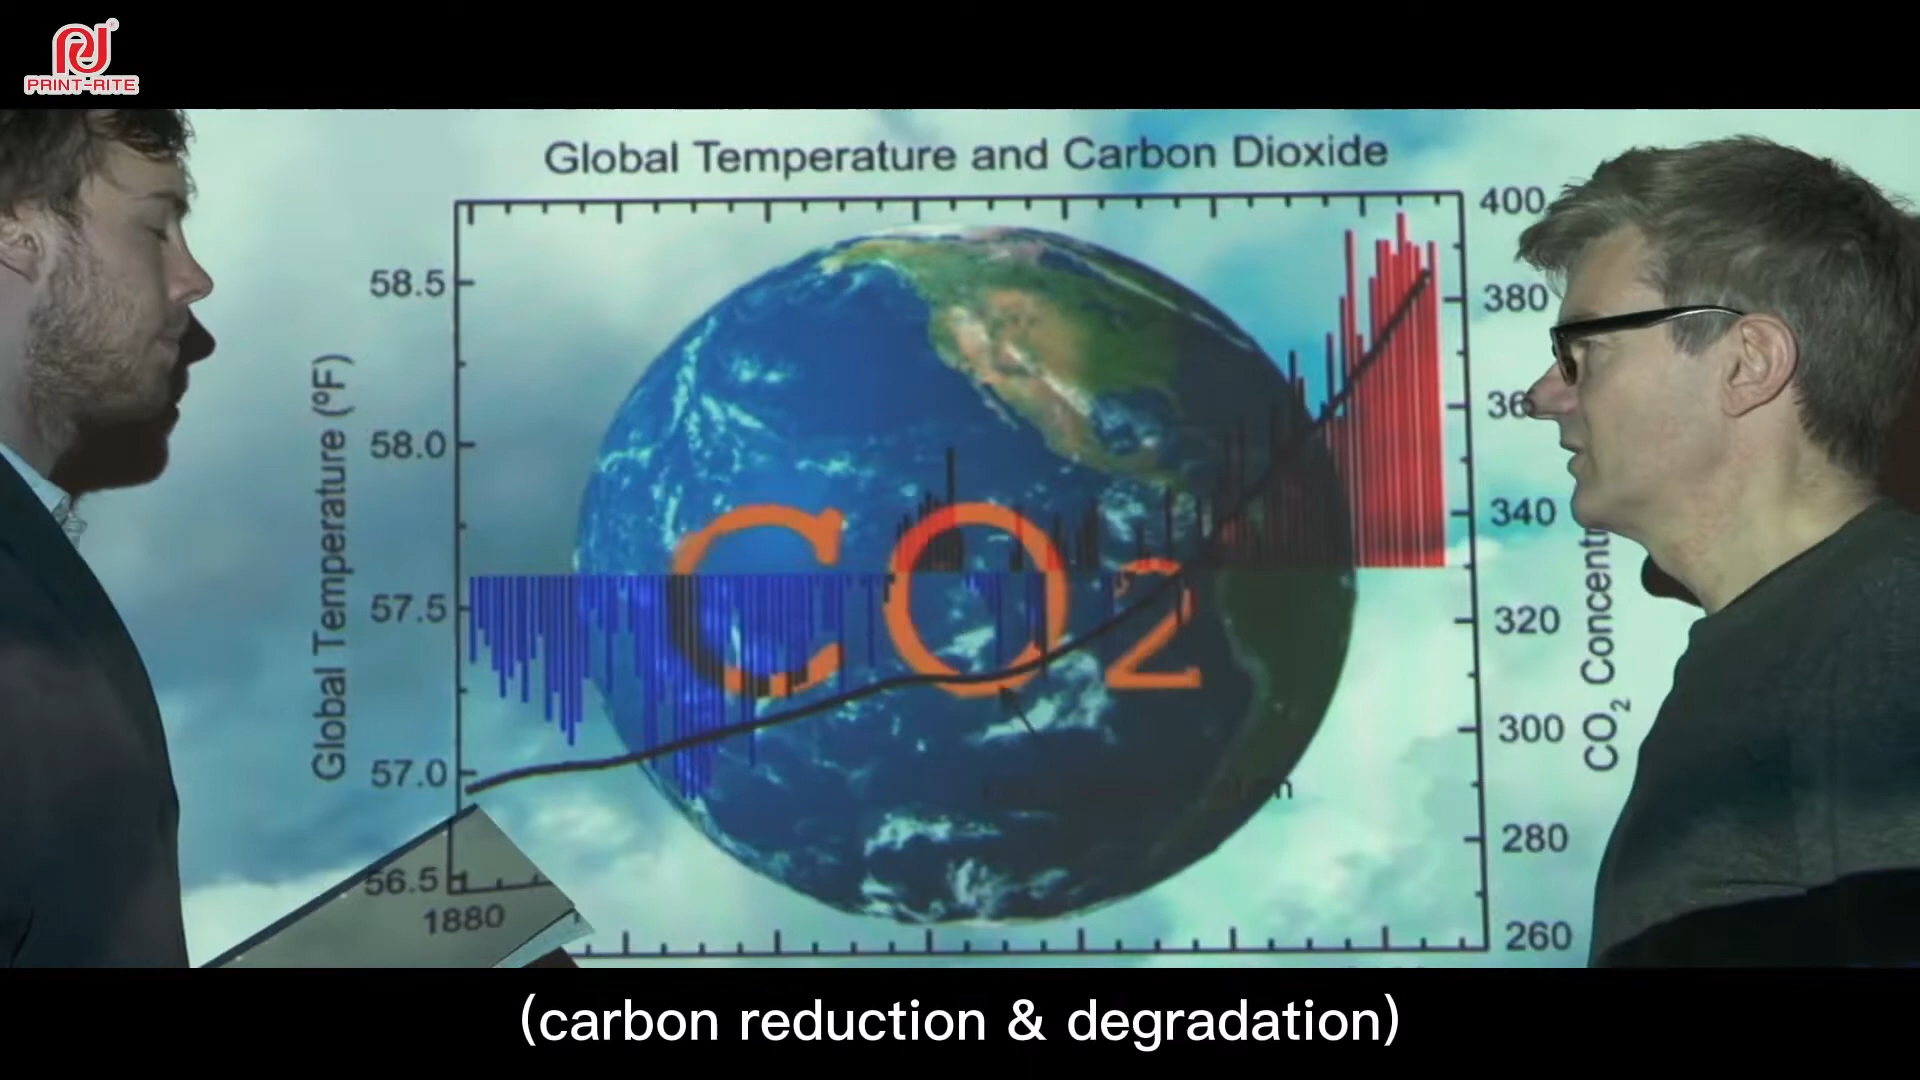 PRINT-RITE
Global Temperature and Carbon Dioxide
400
58.5
380
58.0
340
57.5
320
300
57.0
280
56.5
1880
260
Global Temperature (ºF)
CO2
CO₂
(carbon reduction & degradation)